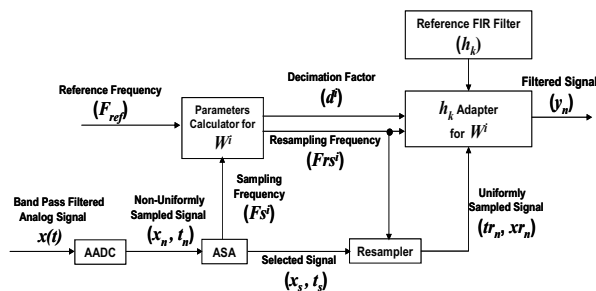 Reference FIR Filter
(h_k)
Reference Frequency
(F_ref)
Decimation Factor
(d^i)
Filtered Signal
(y_n)
Parameters
Calculator for
W^i
h_k Adapter
for W^i
Resampling Frequency
(Frs^i)
Sampling
Frequency
(Fs^i)
Band Pass Filtered
Analog Signal
x(t)
Non-Uniformly
Sampled Signal
(x_n, t_n)
Uniformly
Sampled Signal
(tr_n, xr_n)
AADC
ASA
Selected Signal
(x_s, t_s)
Resampler